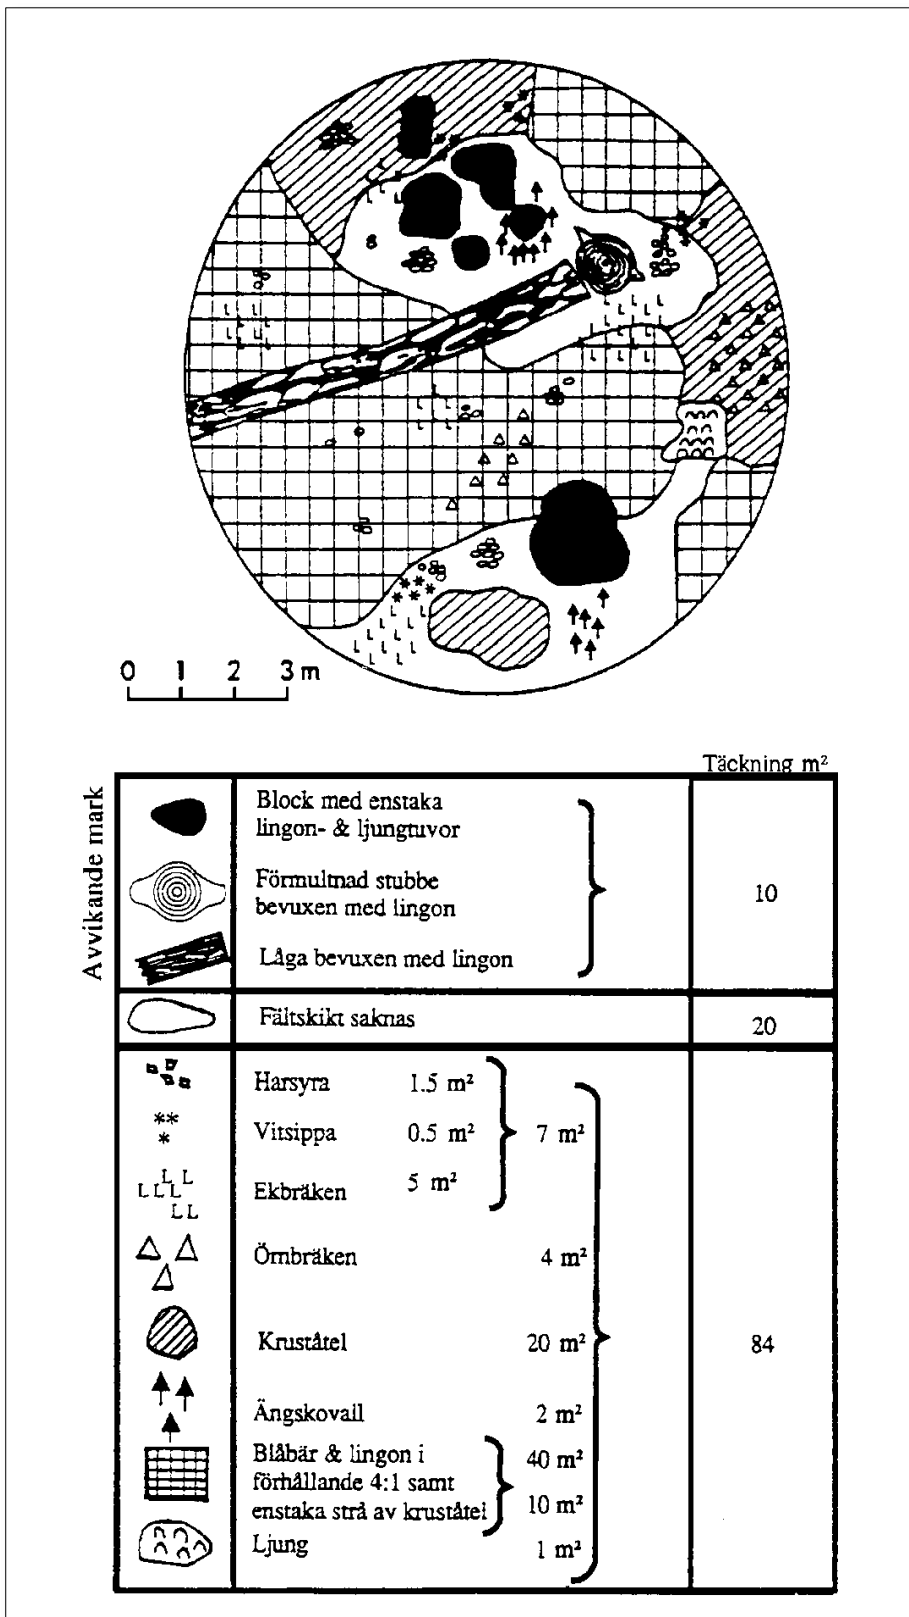 0 1 2 3 m
Täckning m²
Avvikande mark
Block med enstaka
lingon- & ljungtuvor
Förmultnad stubbe
bevuxen med lingon
10
Låga bevuxen med lingon
Fältskikt saknas 20
Harsyra 1.5 m²
Vitsippa 0.5 m² 7 m²
Ekbräken 5 m²
Örnbräken 4 m²
Kruståtel 20 m² 84
Ängskovall 2 m²
Blåbär & lingon i 40 m²
förhållande 4:1 samt
enstaka strå av kruståtel 10 m²
Ljung 1 m²